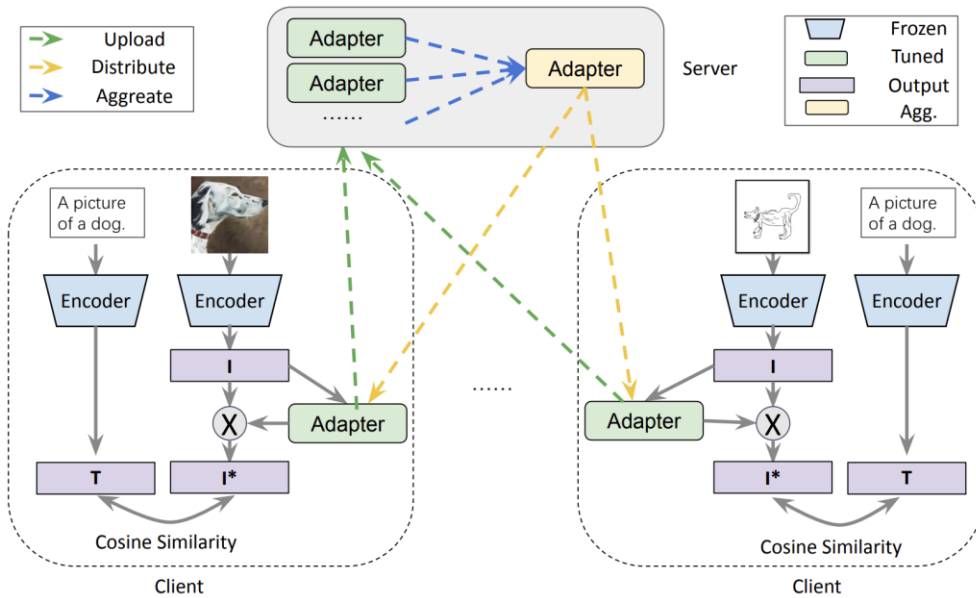 Upload
Distribute
Aggreate
Adapter
Adapter
......
Adapter
Server
Frozen
Tuned
Output
Agg.
A picture
of a dog.
Encoder
Encoder
I
X
Adapter
T
I*
Cosine Similarity
Client
......
A picture
of a dog.
Encoder
Encoder
I
Adapter
X
I*
T
Cosine Similarity
Client